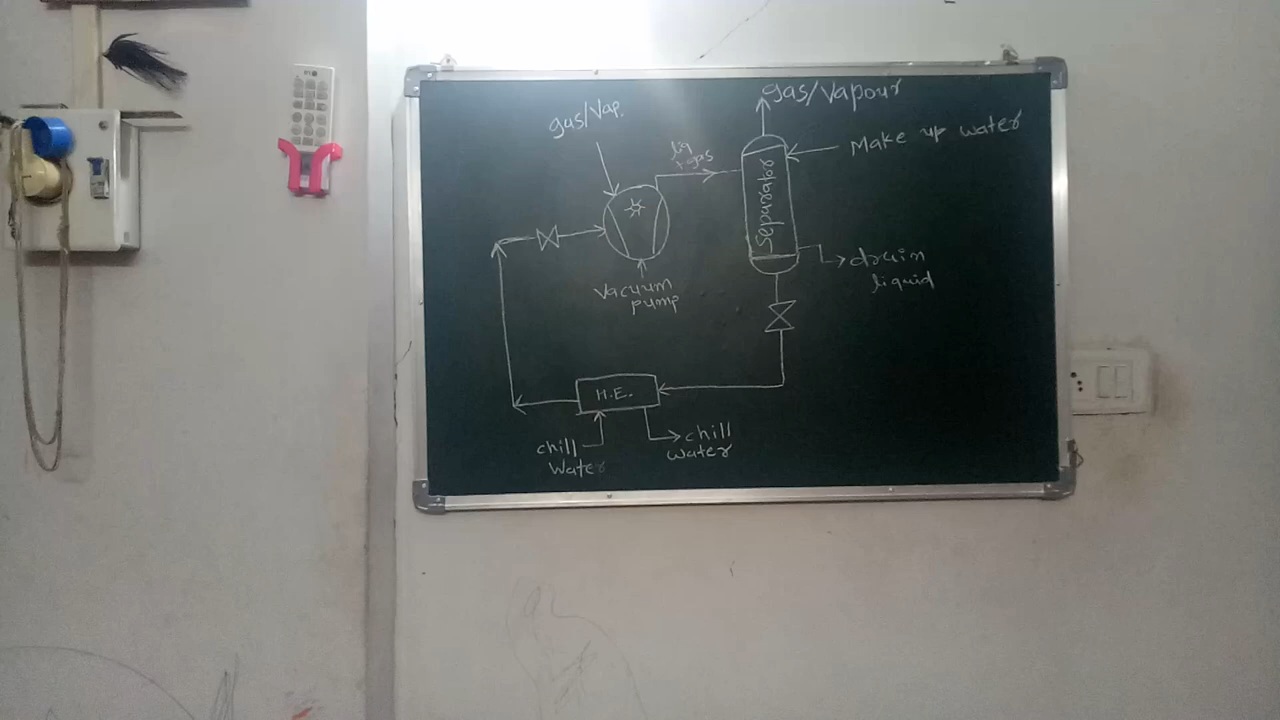 gas/Vapour
gas/Vap.
Make up water
liq
+gas
Separator
drain
liquid
Vacuum
pump
H.E.
chill
Water
chill
water